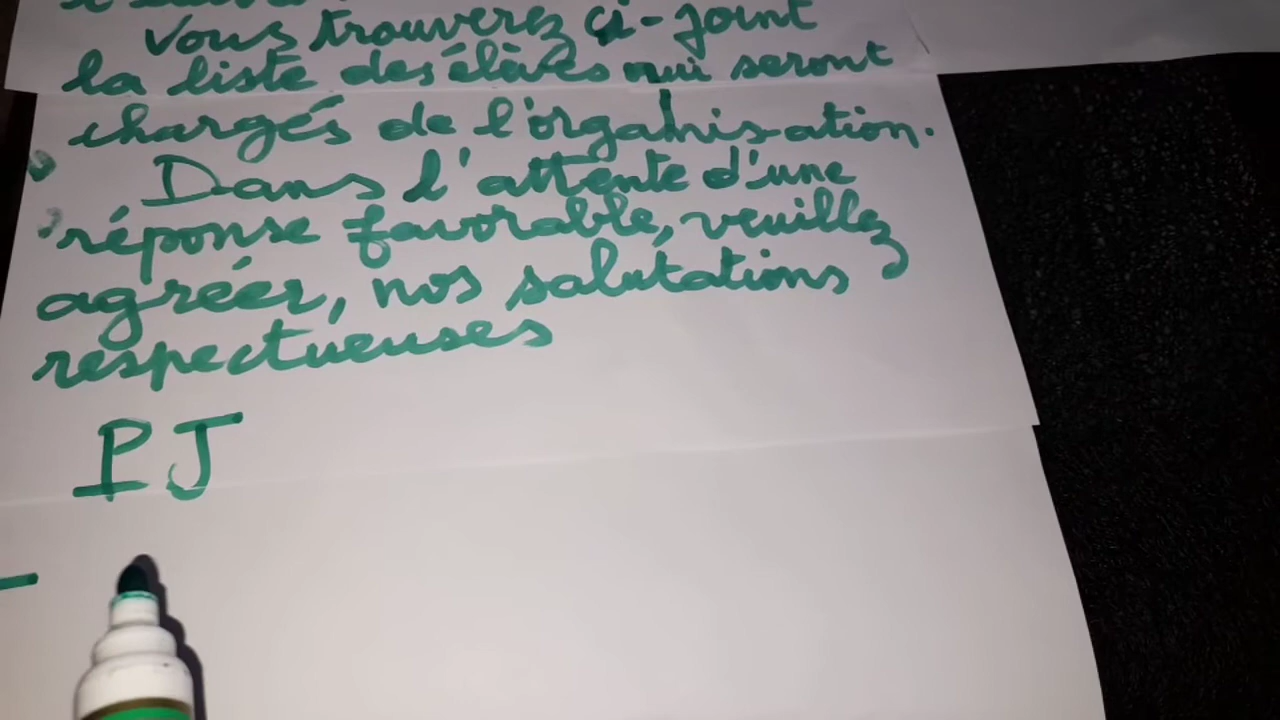 Vous trouverez ci-joint
la liste des élèves qui seront
chargés de l'organisation.
Dans l'attente d'une
réponse favorable, veuillez
agréer, nos salutations
respectueuses
PJ
-